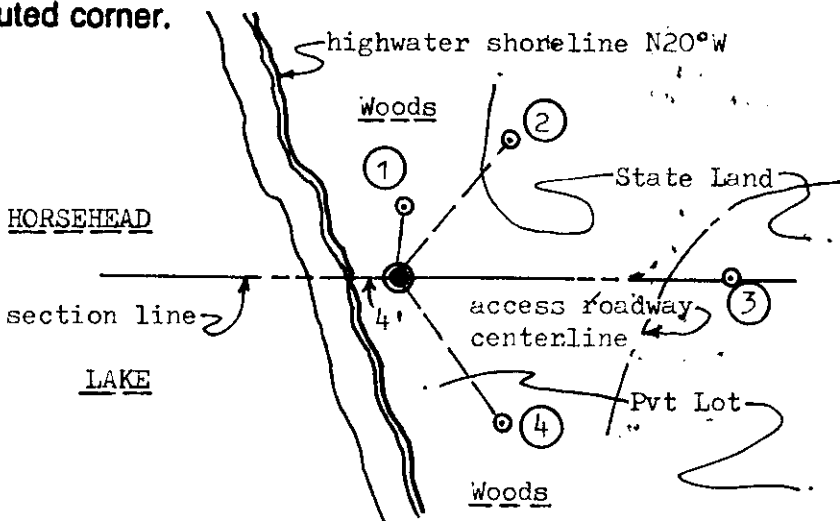 uted corner.
highwater shoreline N20°W
Woods
2
1
State Land
HORSEHEAD
section line
4'
access roadway
centerline
3
LAKE
Pvt Lot
4
Woods